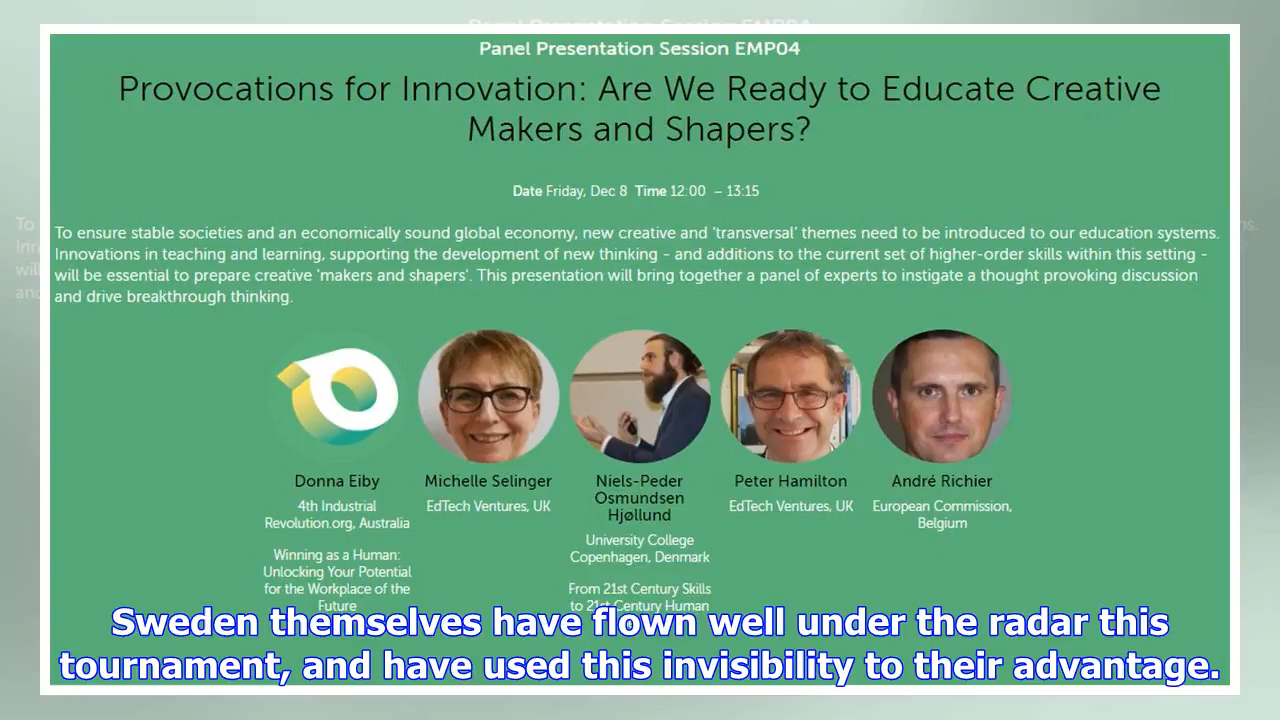 Panel Presentation Session EMP04
Provocations for Innovation: Are We Ready to Educate Creative
Makers and Shapers?
Date Friday, Dec 8 Time 12:00 – 13:15
To ensure stable societies and an economically sound global economy, new creative and 'transversal' themes need to be introduced to our education systems.
Innovations in teaching and learning, supporting the development of new thinking - and additions to the current set of higher-order skills within this setting -
will be essential to prepare creative 'makers and shapers'. This presentation will bring together a panel of experts to instigate a thought provoking discussion
and drive breakthrough thinking.
Donna Eiby
4th Industrial
Revolution.org, Australia
Winning as a Human:
Unlocking Your Potential
for the Workplace of the
Future
Michelle Selinger
EdTech Ventures, UK
Niels-Peder
Osmundsen
Hjøllund
University College
Copenhagen, Denmark
From 21st Century Skills
to 21st Century Human
Peter Hamilton
EdTech Ventures, UK
André Richier
European Commission,
Belgium
Sweden themselves have flown well under the radar this
tournament, and have used this invisibility to their advantage.